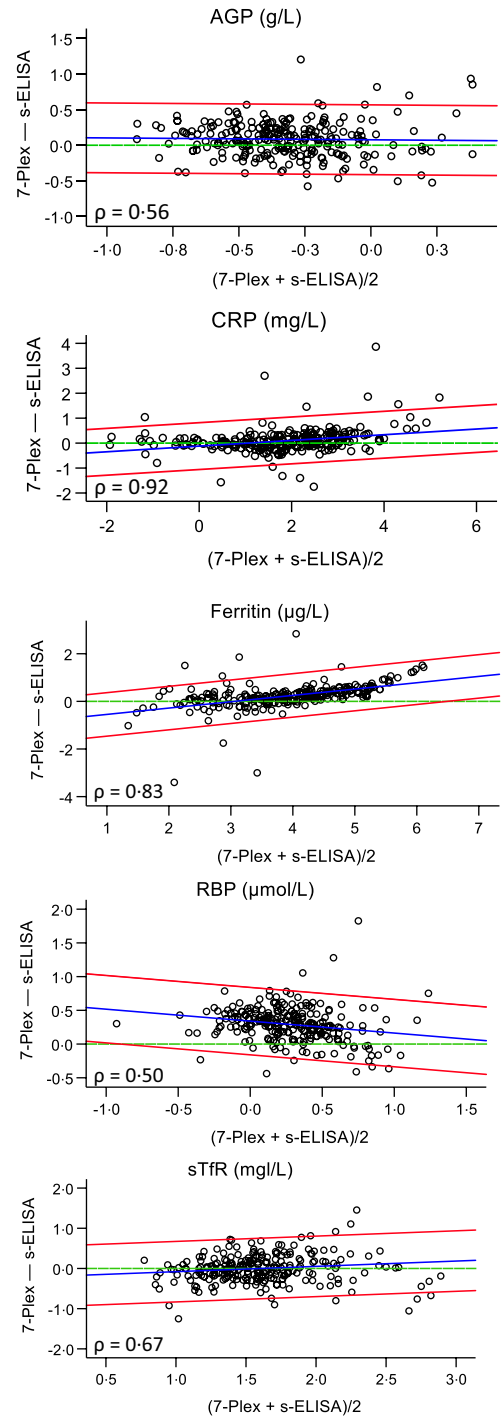 AGP (g/L)
7-Plex — s-ELISA
1·5
1·0
0·5
0·0
-0·5
-1·0
ρ = 0·56
-1·0 -0·8 -0·5 -0·3 0·0 0·3
(7-Plex + s-ELISA)/2
CRP (mg/L)
7-Plex — s-ELISA
4
3
2
1
0
-1
-2
ρ = 0·92
-2 0 2 4 6
(7-Plex + s-ELISA)/2
Ferritin (µg/L)
7-Plex — s-ELISA
2
0
-2
-4
ρ = 0·83
1 2 3 4 5 6 7
(7-Plex + s-ELISA)/2
RBP (µmol/L)
7-Plex — s-ELISA
2·0
1·5
1·0
0·5
0·0
-0·5
ρ = 0·50
-1·0 -0·5 0·0 0·5 1·0 1·5
(7-Plex + s-ELISA)/2
sTfR (mgl/L)
7-Plex — s-ELISA
2·0
1·0
0·0
-1·0
-2·0
ρ = 0·67
0·5 1·0 1·5 2·0 2·5 3·0
(7-Plex + s-ELISA)/2